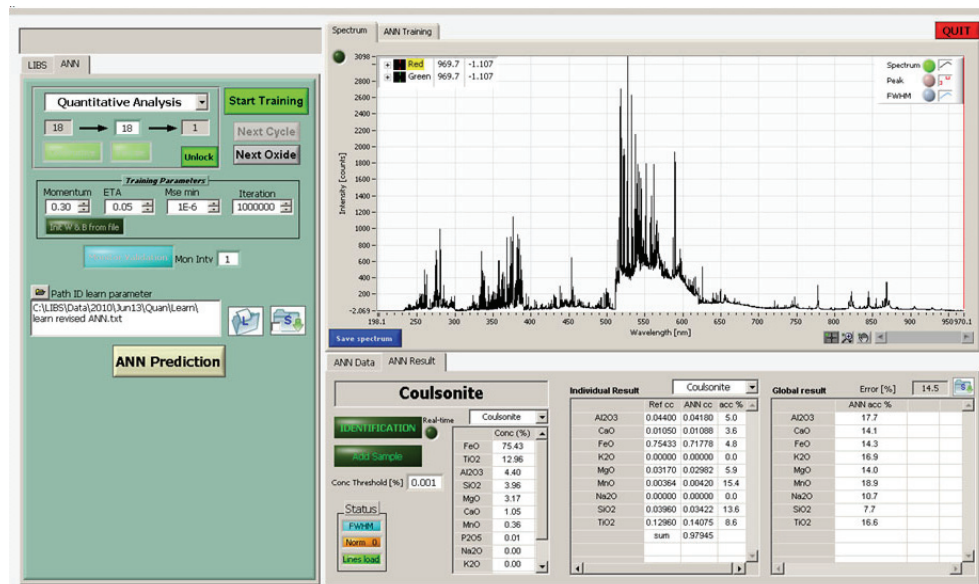 Spectrum ANN Training QUIT
LIBS ANN
Quantitative Analysis
Start Training
18 18 1
Next Cycle
Unlock Next Oxide
Training Parameters
Momentum ETA Mse min Iteration
0.30 0.05 1E-6 1000000
Init W & B from file
Mon Intv 1
Path ID learn parameter
C:\LIBS\Data\2010\Jun13\Quan\Learn\
learn revised ANN.txt
ANN Prediction
Red 969.7 -1.107
Green 969.7 -1.107
Spectrum
Peak
FWHM
Intensity [counts]
3098
2800
2600
2400
2200
2000
1800
1600
1400
1200
1000
800
600
400
200
-2.069
198.1 250 300 350 400 450 500 550 600 650 700 750 800 850 900 950 970.1
Wavelength [nm]
Save spectrum
ANN Data ANN Result
Coulsonite
IDENTIFICATION
Real-time
Coulsonite
Add Sample
Conc Threshold [%] 0.001
Status
FWHM
Norm 0
Lines load
Conc (%)
FeO 75.43
TiO2 12.96
Al2O3 4.40
SiO2 3.96
MgO 3.17
CaO 1.05
MnO 0.36
P2O5 0.01
Na2O 0.00
K2O 0.00
Individual Result Coulsonite
Ref cc ANN cc acc %
Al2O3 0.04400 0.04180 5.0
CaO 0.01050 0.01088 3.6
FeO 0.75433 0.71778 4.8
K2O 0.00000 0.00000 0.0
MgO 0.03170 0.02982 5.9
MnO 0.00364 0.00420 15.4
Na2O 0.00000 0.00000 0.0
SiO2 0.03960 0.03422 13.6
TiO2 0.12960 0.14075 8.6
sum 0.97945
Global result Error [%] 14.5
ANN acc %
Al2O3 17.7
CaO 14.1
FeO 14.3
K2O 16.9
MgO 14.0
MnO 18.9
Na2O 10.7
SiO2 7.7
TiO2 16.6